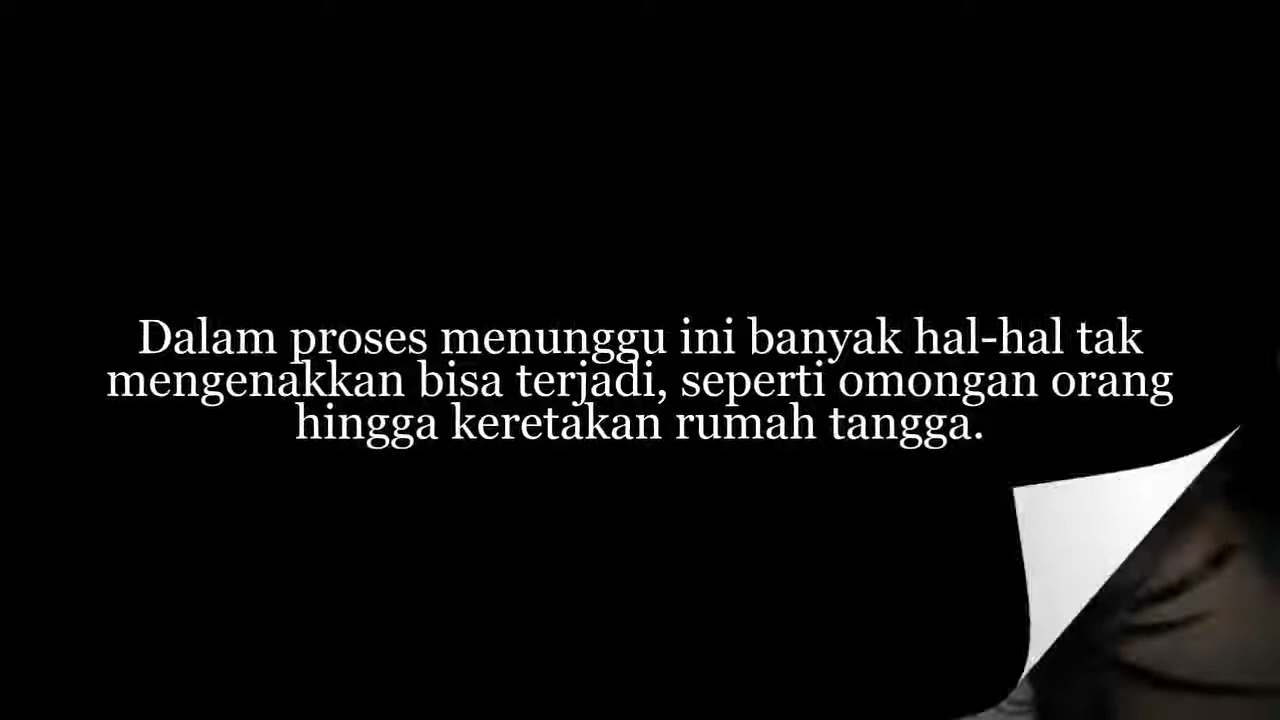 Dalam proses menunggu ini banyak hal-hal tak
mengenakkan bisa terjadi, seperti omongan orang
hingga keretakan rumah tangga.